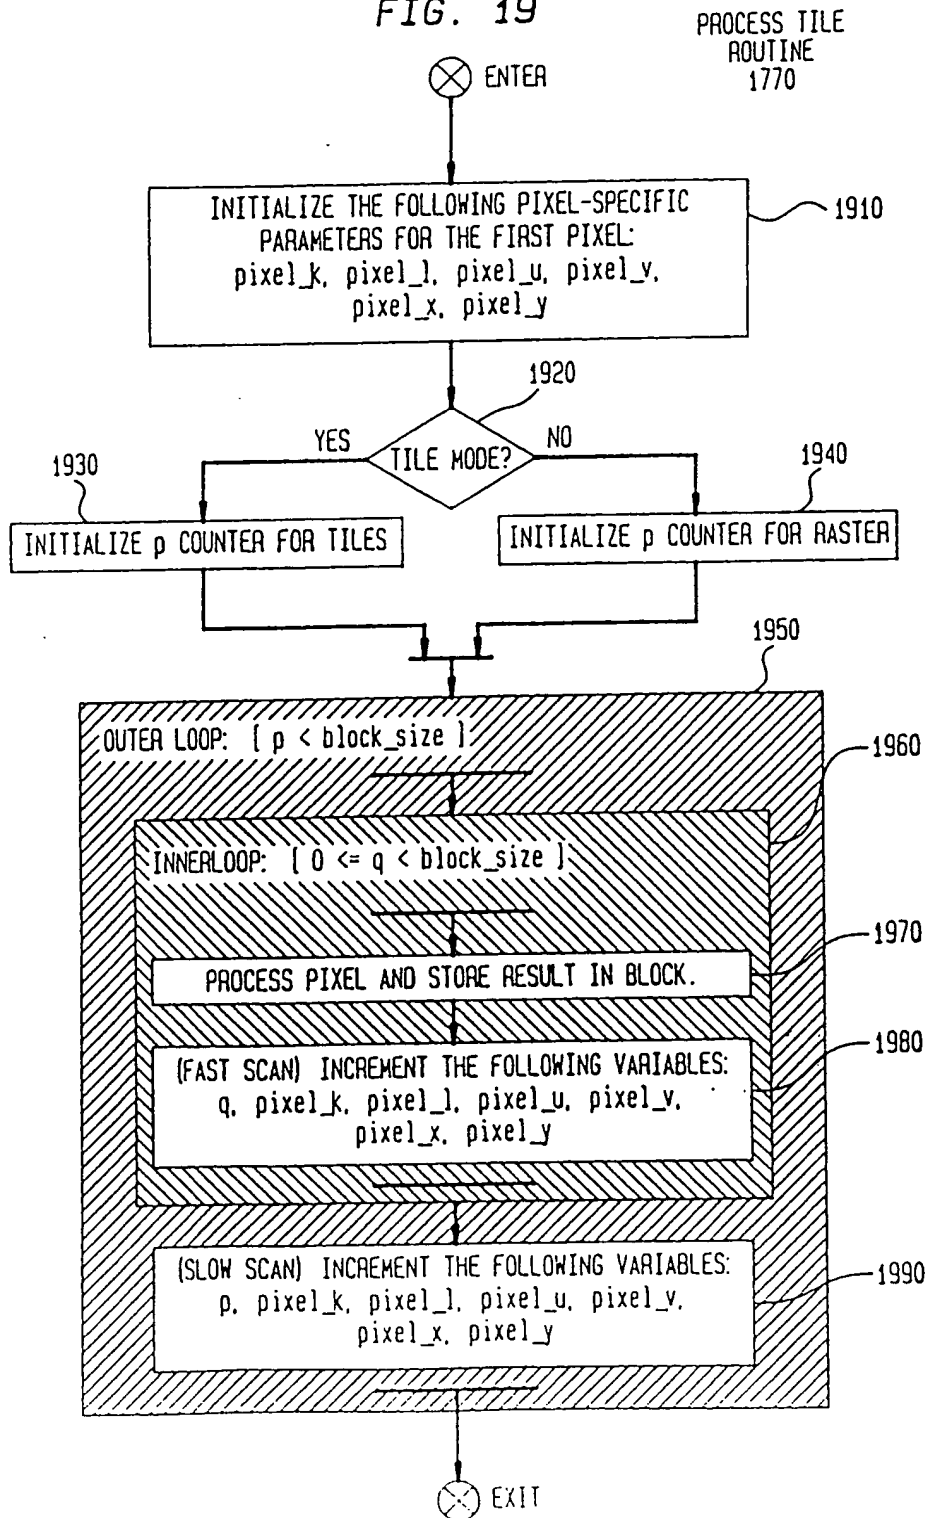 FIG. 19
PROCESS TILE
ROUTINE
1770
ENTER
INITIALIZE THE FOLLOWING PIXEL-SPECIFIC
PARAMETERS FOR THE FIRST PIXEL:
pixel_k, pixel_l, pixel_u, pixel_v,
pixel_x, pixel_y
1910
1920
TILE MODE?
YES
NO
1930
INITIALIZE p COUNTER FOR TILES
1940
INITIALIZE p COUNTER FOR RASTER
1950
OUTER LOOP: [ p < block_size ]
1960
INNERLOOP: [ 0 <= q < block_size ]
1970
PROCESS PIXEL AND STORE RESULT IN BLOCK.
1980
(FAST SCAN) INCREMENT THE FOLLOWING VARIABLES:
q, pixel_k, pixel_l, pixel_u, pixel_v,
pixel_x, pixel_y
(SLOW SCAN) INCREMENT THE FOLLOWING VARIABLES:
p, pixel_k, pixel_l, pixel_u, pixel_v,
pixel_x, pixel_y
1990
EXIT